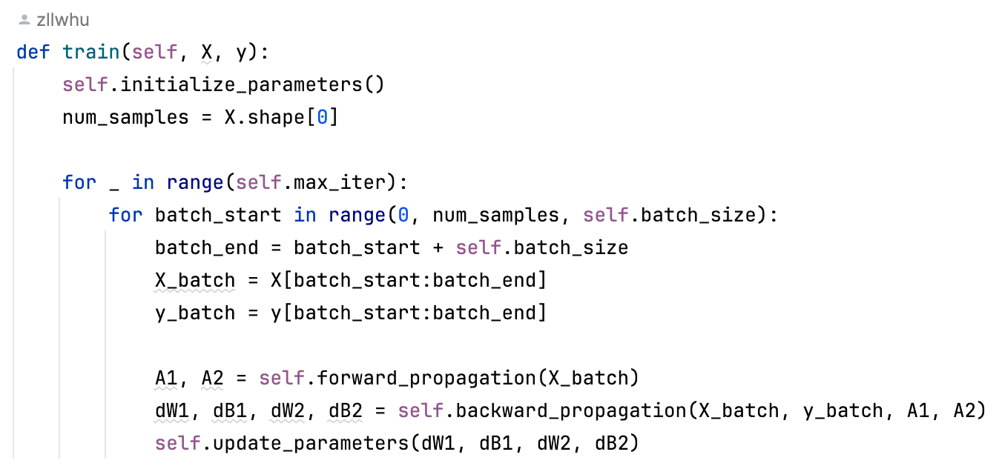 zllwhu
def train(self, X, y):
    self.initialize_parameters()
    num_samples = X.shape[0]
    for _ in range(self.max_iter):
        for batch_start in range(0, num_samples, self.batch_size):
            batch_end = batch_start + self.batch_size
            X_batch = X[batch_start:batch_end]
            y_batch = y[batch_start:batch_end]
            A1, A2 = self.forward_propagation(X_batch)
            dW1, dB1, dW2, dB2 = self.backward_propagation(X_batch, y_batch, A1, A2)
            self.update_parameters(dW1, dB1, dW2, dB2)